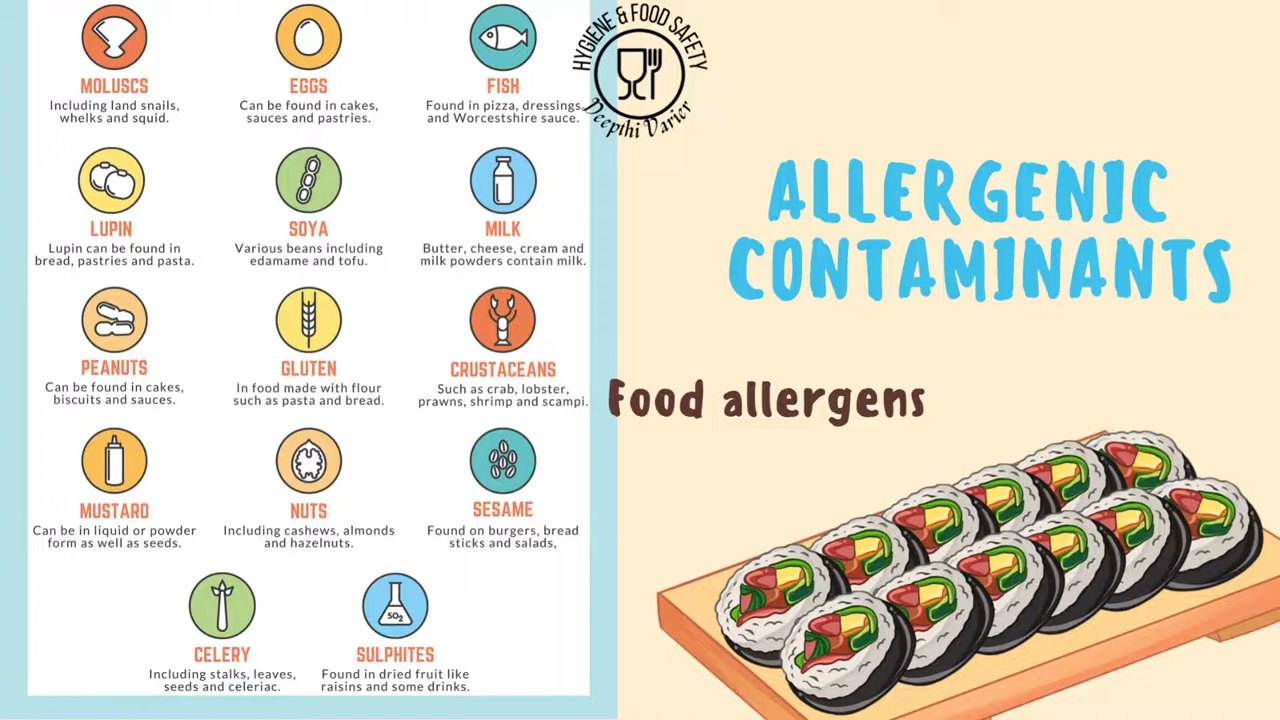 MOLUSCS
Including land snails,
whelks and squid.
EGGS
Can be found in cakes,
sauces and pastries.
FISH
Found in pizza, dressings
and Worcestshire sauce.
LUPIN
Lupin can be found in
bread, pastries and pasta.
SOYA
Various beans including
edamame and tofu.
MILK
Butter, cheese, cream and
milk powders contain milk.
PEANUTS
Can be found in cakes,
biscuits and sauces.
GLUTEN
In food made with flour
such as pasta and bread.
CRUSTACEANS
Such as crab, lobster,
prawns, shrimp and scampi.
MUSTARD
Can be in liquid or powder
form as well as seeds.
NUTS
Including cashews, almonds
and hazelnuts.
SESAME
Found on burgers, bread
sticks and salads,
CELERY
Including stalks, leaves,
seeds and celeriac.
SO2
SULPHITES
Found in dried fruit like
raisins and some drinks.
HYGIENE & FOOD SAFETY
Deepthi Varier
ALLERGENIC
CONTAMINANTS
Food allergens